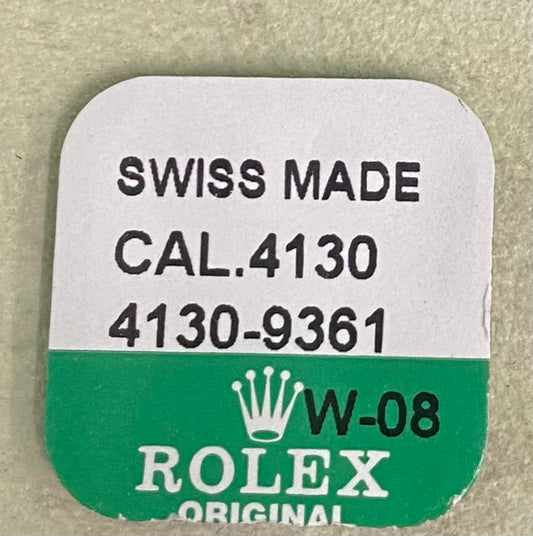 SWISS MADE
CAL.4130
4130-9361
W-08
ROLEX
ORIGINAL